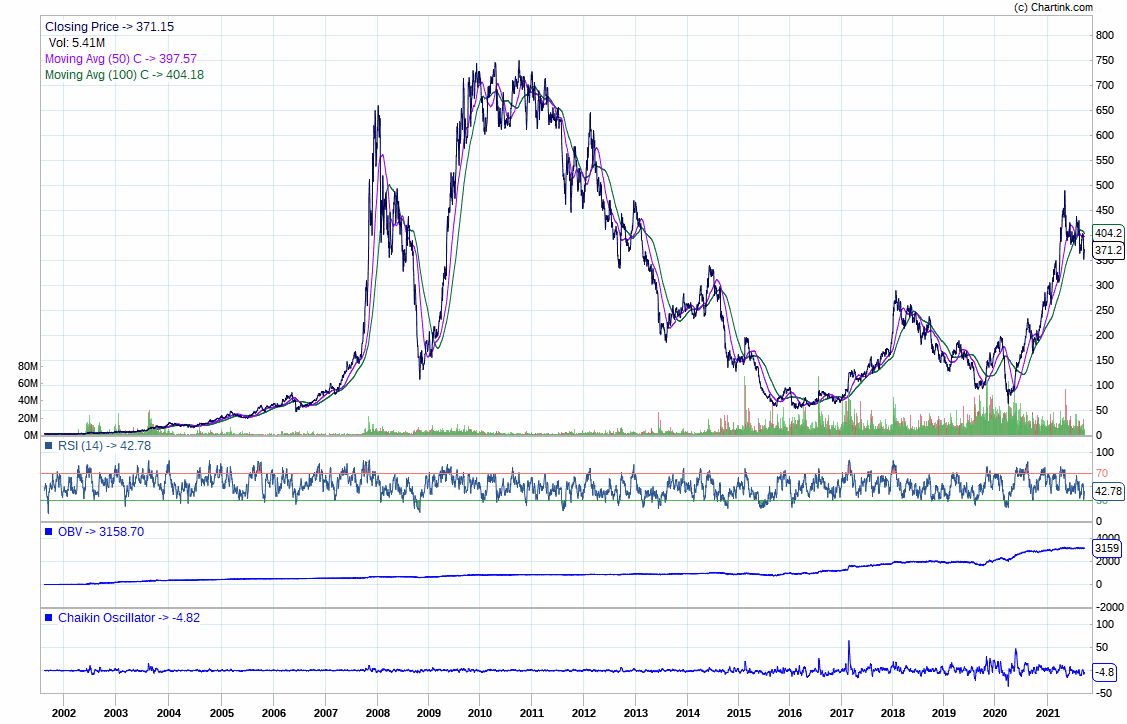 (c) Chartink.com
Closing Price -> 371.15
Vol: 5.41M
Moving Avg (50) C -> 397.57
Moving Avg (100) C -> 404.18
800
750
700
650
600
550
500
450
404.2
371.2
350
300
250
200
150
100
50
0
80M
60M
40M
20M
0M
RSI (14) -> 42.78
100
70
42.78
30
0
OBV -> 3158.70
4000
3159
2000
0
-2000
Chaikin Oscillator -> -4.82
100
50
-4.8
-50
2002 2003 2004 2005 2006 2007 2008 2009 2010 2011 2012 2013 2014 2015 2016 2017 2018 2019 2020 2021